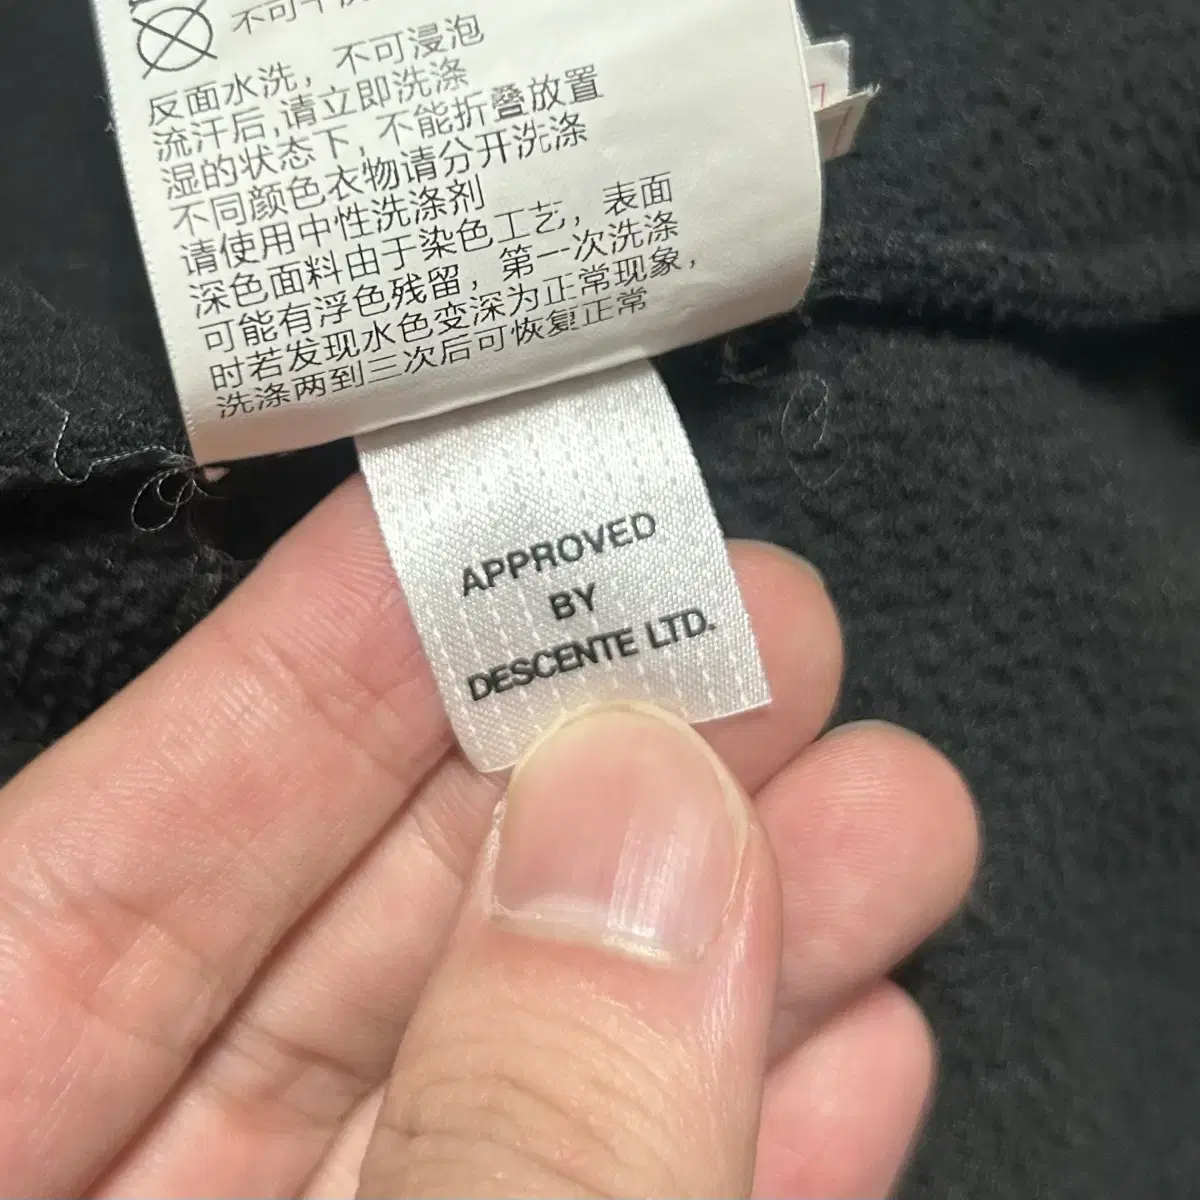 反面水洗，不可浸泡
流汗后,请立即洗涤
湿的状态下,不能折叠放置
不同颜色衣物请分开洗涤
请使用中性洗涤剂
深色面料由于染色工艺，表面
可能有浮色残留，第一次洗涤
时若发现水色变深为正常现象，
洗涤两到三次后可恢复正常
APPROVED
BY
DESCENTE LTD.